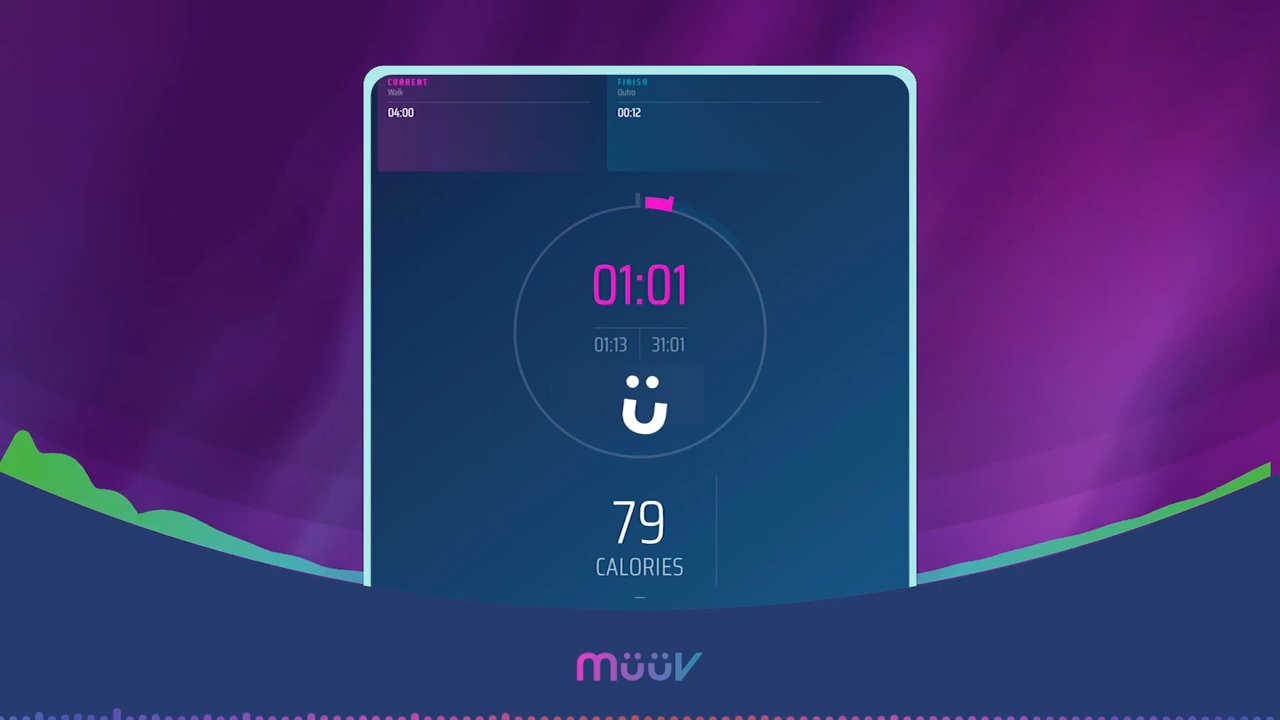 CURRENT
Walk
04:00
FINISH
Outro
00:12
01:01
01:13 31:01
ü
79
CALORIES
müüv